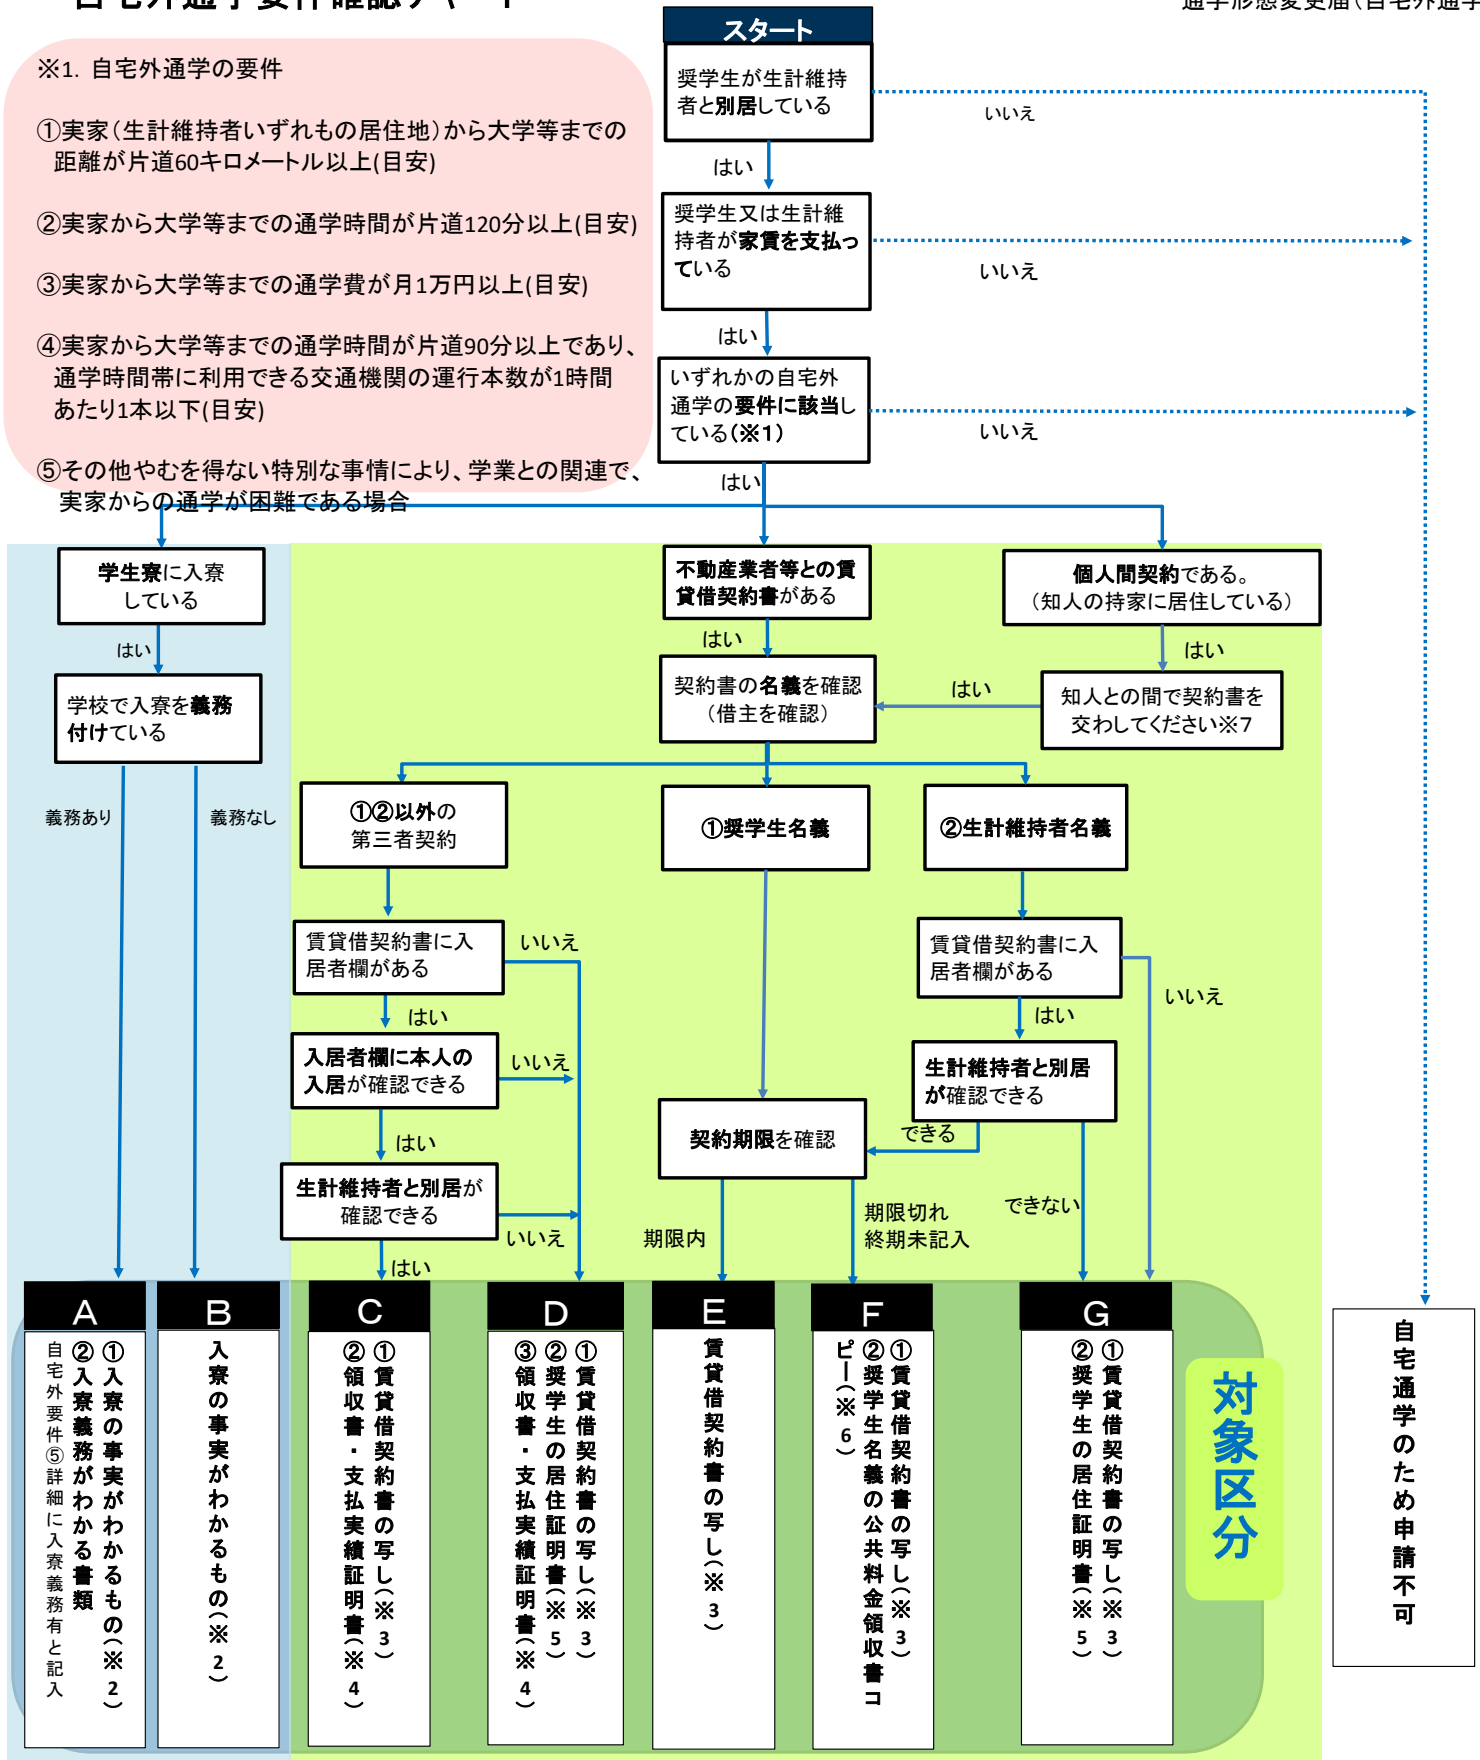 自宅外通学要件確認チャート
通学形態変更届(自宅外通学
※1. 自宅外通学の要件
①実家(生計維持者いずれもの居住地)から大学等までの
距離が片道60キロメートル以上(目安)
②実家から大学等までの通学時間が片道120分以上(目安)
③実家から大学等までの通学費が月1万円以上(目安)
④実家から大学等までの通学時間が片道90分以上であり、
通学時間帯に利用できる交通機関の運行本数が1時間
あたり1本以下(目安)
⑤その他やむを得ない特別な事情により、学業との関連で、
実家からの通学が困難である場合
スタート
奨学生が生計維持
者と別居している
いいえ
はい
奨学生又は生計維
持者が家賃を支払っ
ている
いいえ
はい
いずれかの自宅外
通学の要件に該当し
ている(※1)
いいえ
はい
学生寮に入寮
している
はい
学校で入寮を義務
付けている
義務あり
義務なし
不動産業者等との賃
貸借契約書がある
はい
契約書の名義を確認
(借主を確認)
個人間契約である。
(知人の持家に居住している)
はい
知人との間で契約書を
交わしてください※7
はい
①②以外の
第三者契約
①奨学生名義
②生計維持者名義
賃貸借契約書に入
居者欄がある
いいえ
はい
入居者欄に本人の
入居が確認できる
いいえ
はい
生計維持者と別居が
確認できる
いいえ
はい
賃貸借契約書に入
居者欄がある
いいえ
はい
生計維持者と別居
が確認できる
できる
できない
契約期限を確認
期限内
期限切れ
終期未記入
A
①入寮の事実がわかるもの(※2)
②入寮義務がわかる書類
自宅外要件⑤詳細に入寮義務有と記入
B
入寮の事実がわかるもの(※2)
C
①賃貸借契約書の写し(※3)
②領収書・支払実績証明書(※4)
D
①賃貸借契約書の写し(※3)
②奨学生の居住証明書(※5)
③領収書・支払実績証明書(※4)
E
賃貸借契約書の写し(※3)
F
①賃貸借契約書の写し(※3)
②奨学生名義の公共料金領収書コ
ピー(※6)
G
①賃貸借契約書の写し(※3)
②奨学生の居住証明書(※5)
対象区分
自宅通学のため申請不可